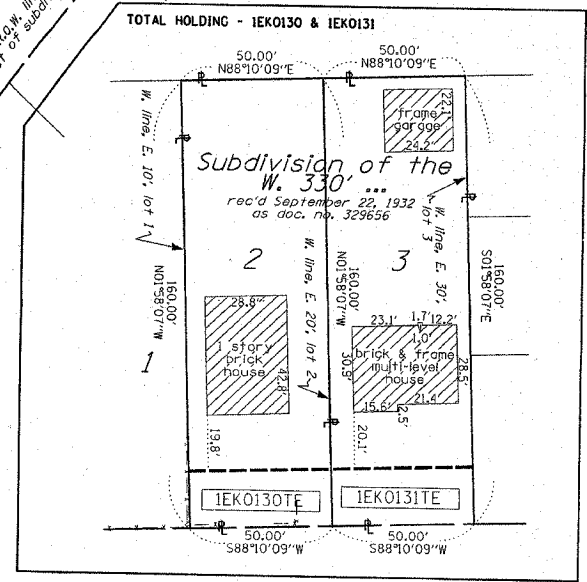 R.O.W. li
t of subdi
TOTAL HOLDING - 1EK0130 & 1EK0131
50.00'
N88°10'09"E
50.00'
N88°10'09"E
frame
garage
22.1'
24.2'
W. line, E. 10', lot 1
Subdivision of the
W. 330' ...
rec'd September 22, 1932
as doc. no. 329656
W. line, E. 30',
lot 3
N01°58'07"W
160.00'
1
2
W. line, E. 20', lot 2
N01°58'07"W
160.00'
3
S01°58'07"E
160.00'
28.8'
1 story
brick
house
42.8'
19.8'
23.1'
1.7'
12.2'
1.0'
brick & frame
multi-level
house
30.9'
28.5'
21.4'
15.6'
2.5'
20.1'
1EK0130TE
1EK0131TE
50.00'
S88°10'09"W
50.00'
S88°10'09"W